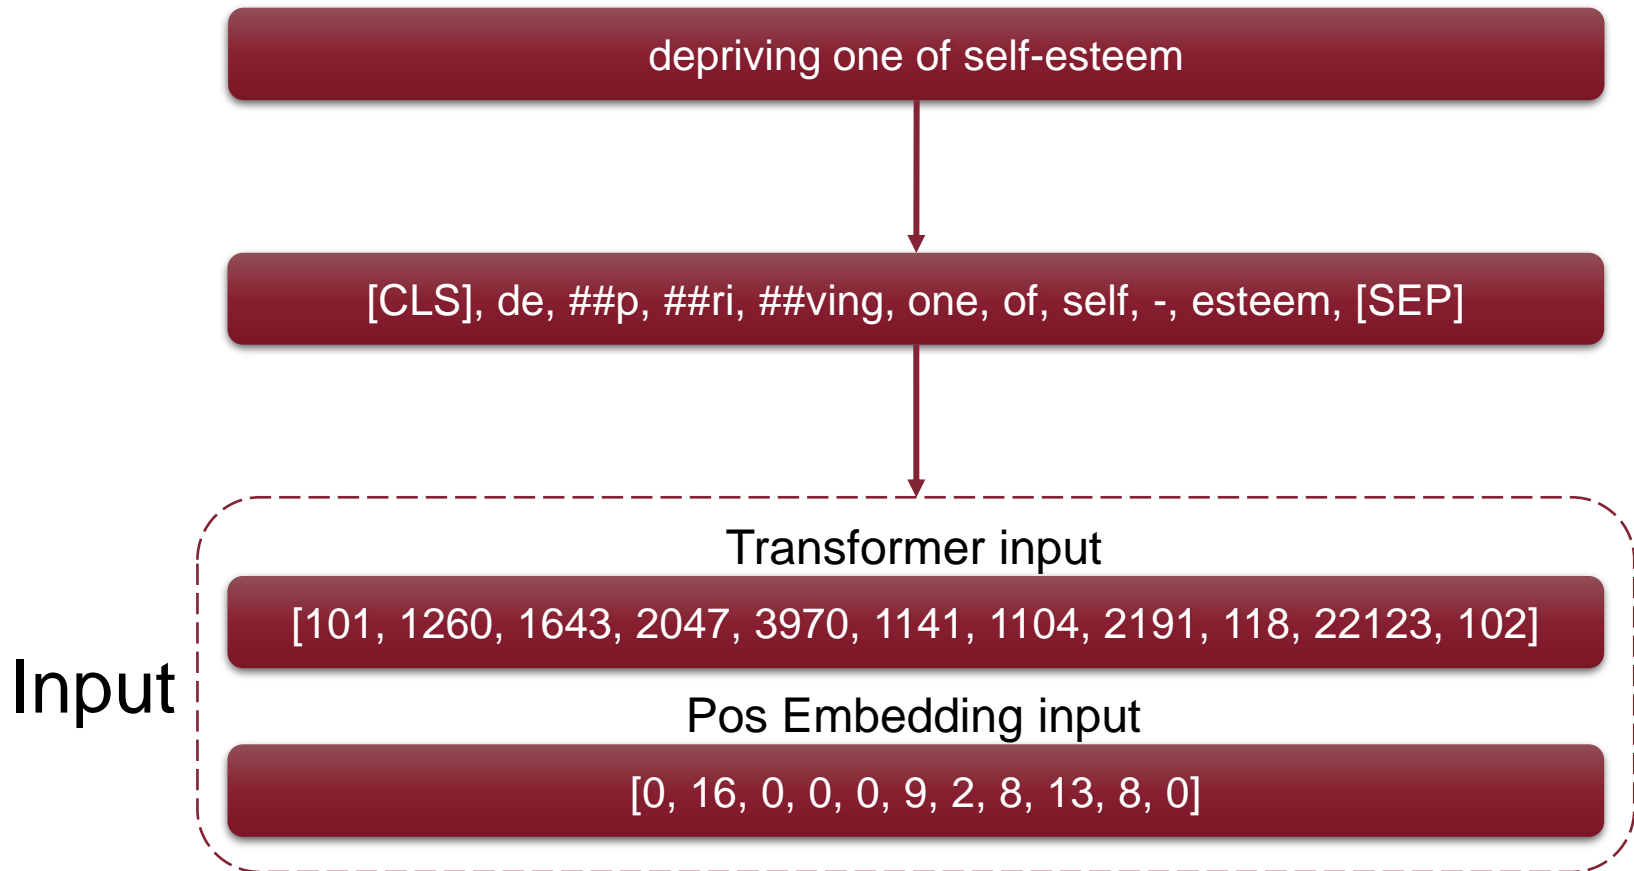 depriving one of self-esteem
[CLS], de, ##p, ##ri, ##ving, one, of, self, -, esteem, [SEP]
Transformer input
[101, 1260, 1643, 2047, 3970, 1141, 1104, 2191, 118, 22123, 102]
Input
Pos Embedding input
[0, 16, 0, 0, 0, 9, 2, 8, 13, 8, 0]